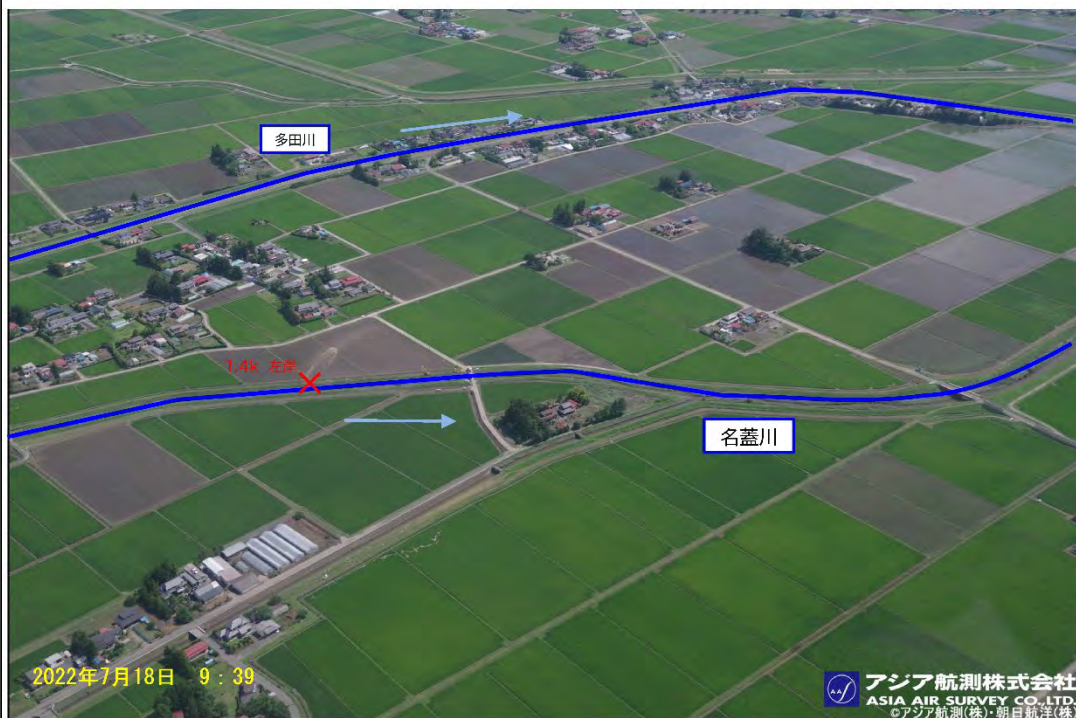 多田川
1.4k 左岸
名蓋川
2022年7月18日 9:39
アジア航測株式会社
ASIA AIR SURVEY CO.,LTD.
©アジア航測(株)・朝日航洋(株)